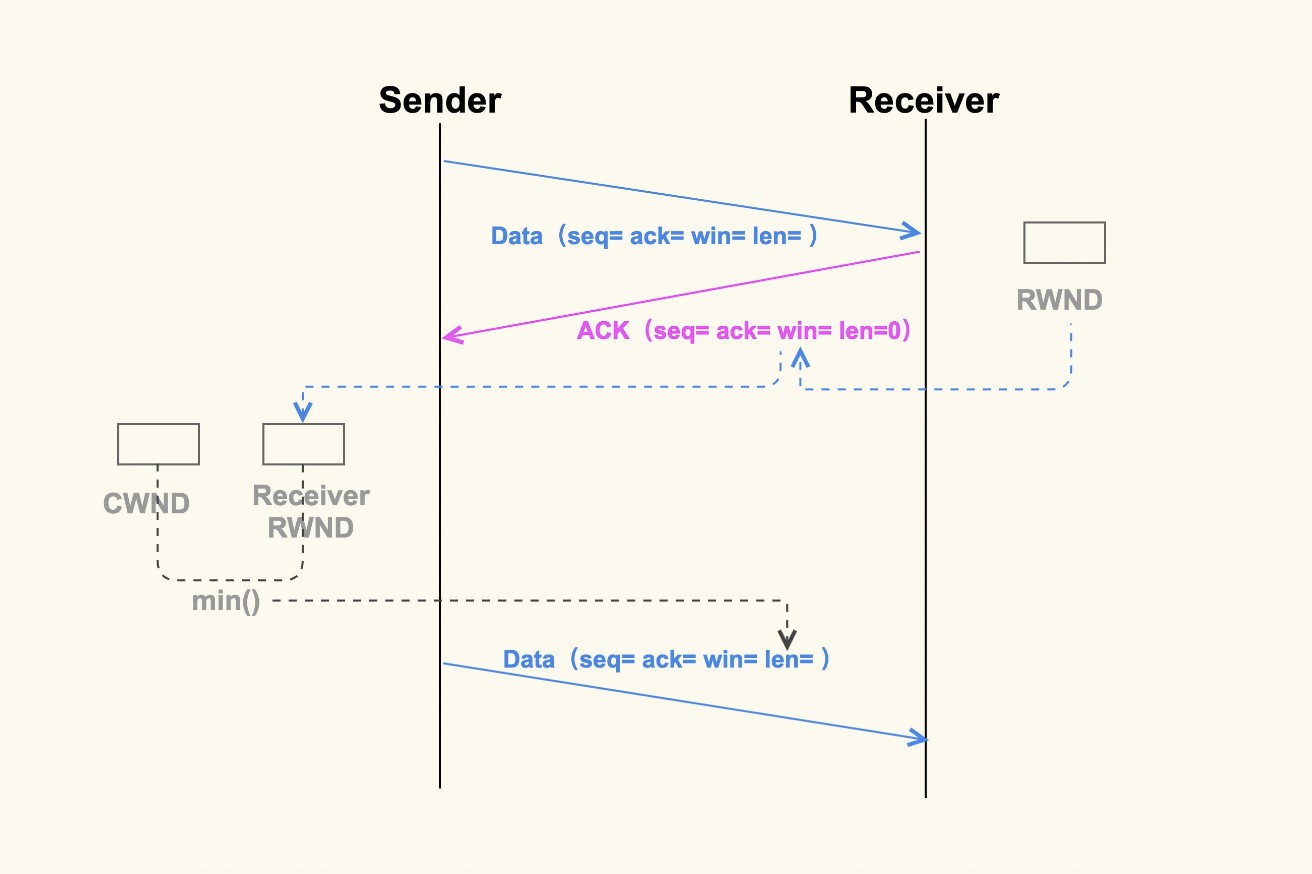 Sender
Receiver
Data（seq= ack= win= len= ）
RWND
ACK（seq= ack= win= len=0）
CWND
Receiver
RWND
min()
Data（seq= ack= win= len= ）